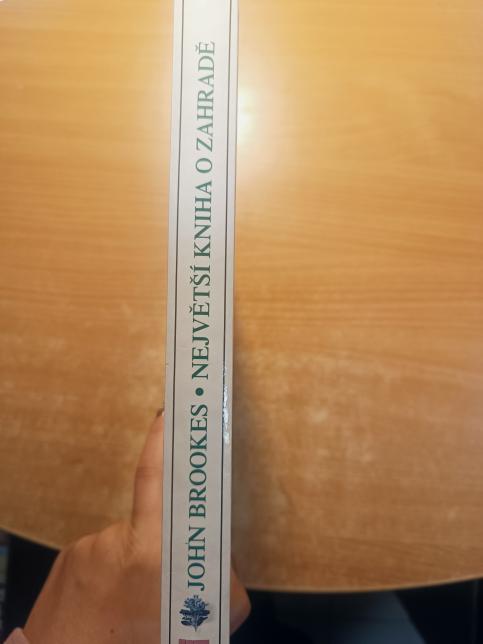 JOHN BROOKES • NEJVĚTŠÍ KNIHA O ZAHRADĚ